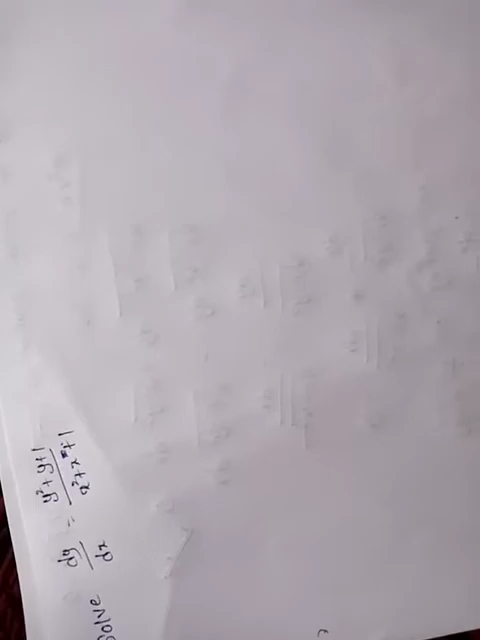 Solve dy/dx = (y²+y+1)/(x²+x+1)